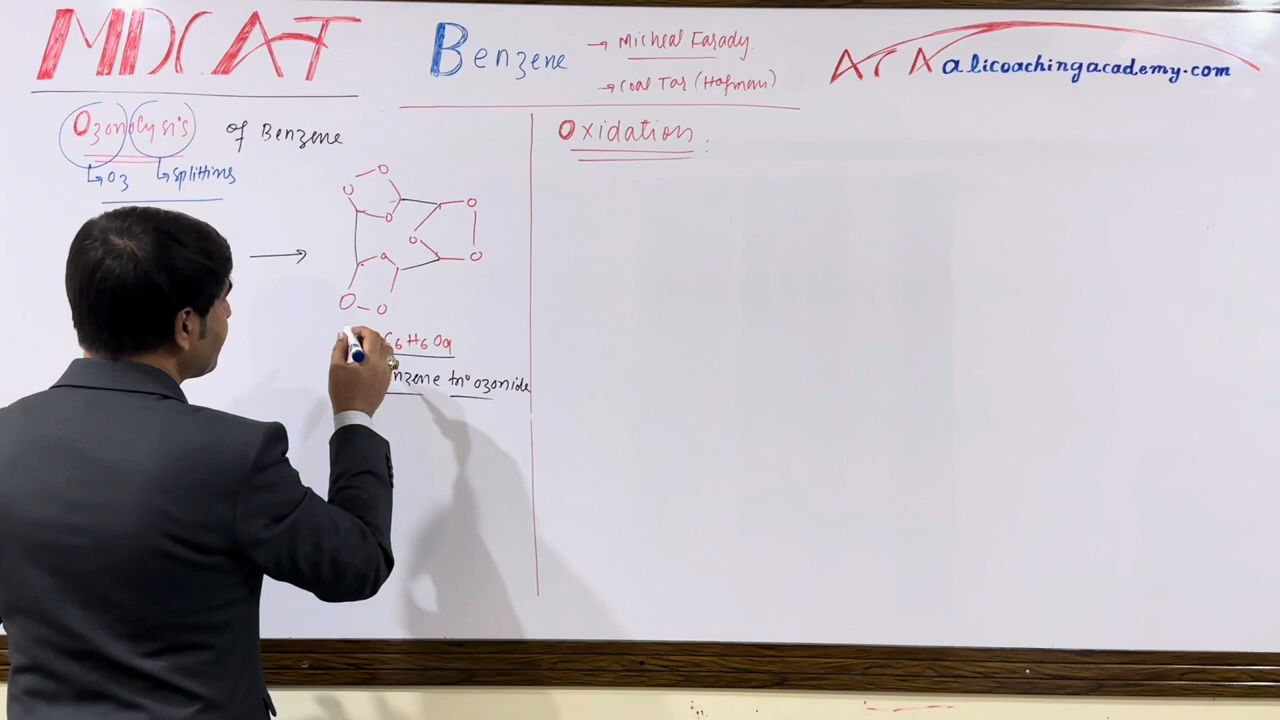 MDCAT
Benzene
→ Micheal Farady
→ Coal Tar (Hofmann)
ACA alicoachingacademy.com
Ozonolysis of Benzene
↳ O3 ↳ splitting
Oxidation :
O O O
O O O
O O O
C6H6O9
nzene tri ozonide